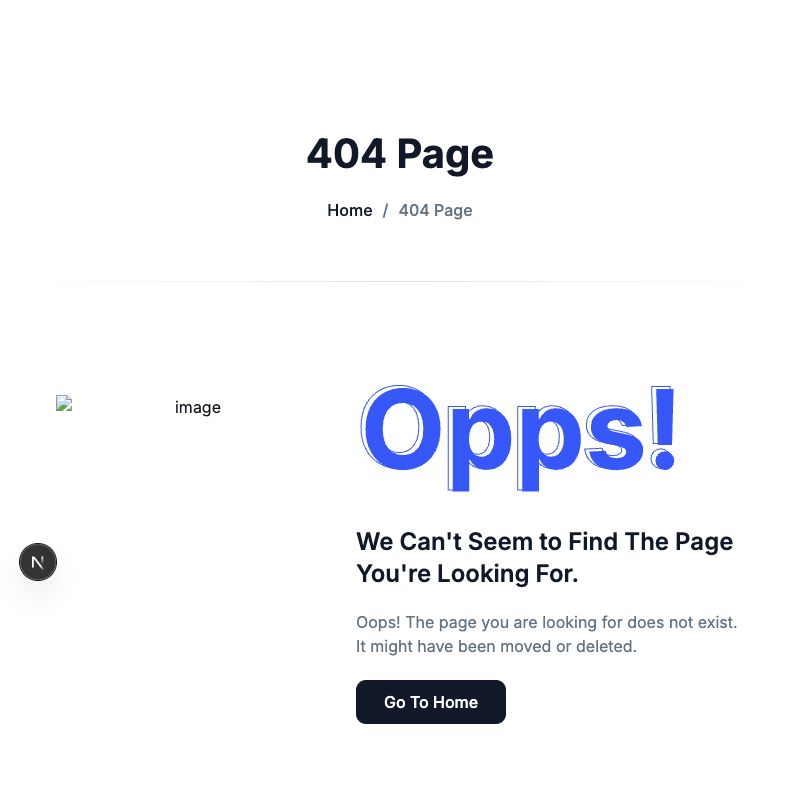 404 Page
Home / 404 Page
image
Opps!
We Can't Seem to Find The Page
You're Looking For.
Oops! The page you are looking for does not exist.
It might have been moved or deleted.
N
Go To Home